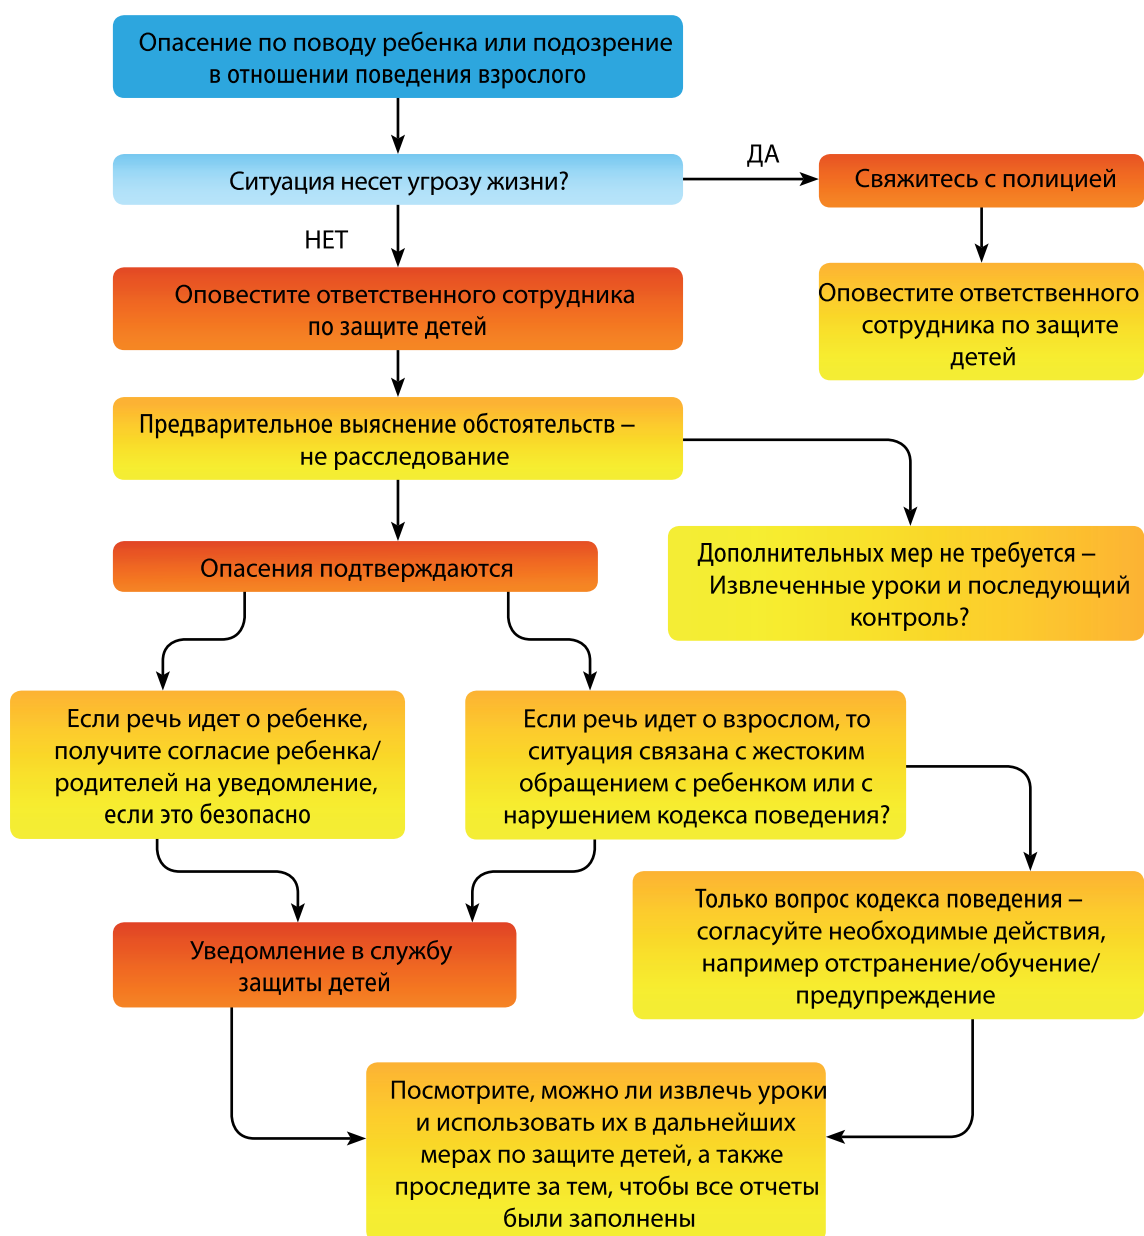 Опасение по поводу ребенка или подозрение
в отношении поведения взрослого
Ситуация несет угрозу жизни?
ДА
Свяжитесь с полицией
НЕТ
Оповестите ответственного сотрудника
по защите детей
Оповестите ответственного
сотрудника по защите
детей
Предварительное выяснение обстоятельств –
не расследование
Дополнительных мер не требуется –
Извлеченные уроки и последующий
контроль?
Опасения подтверждаются
Если речь идет о ребенке,
получите согласие ребенка/
родителей на уведомление,
если это безопасно
Если речь идет о взрослом, то
ситуация связана с жестоким
обращением с ребенком или с
нарушением кодекса поведения?
Только вопрос кодекса поведения –
согласуйте необходимые действия,
например отстранение/обучение/
предупреждение
Уведомление в службу
защиты детей
Посмотрите, можно ли извлечь уроки
и использовать их в дальнейших
мерах по защите детей, а также
проследите за тем, чтобы все отчеты
были заполнены